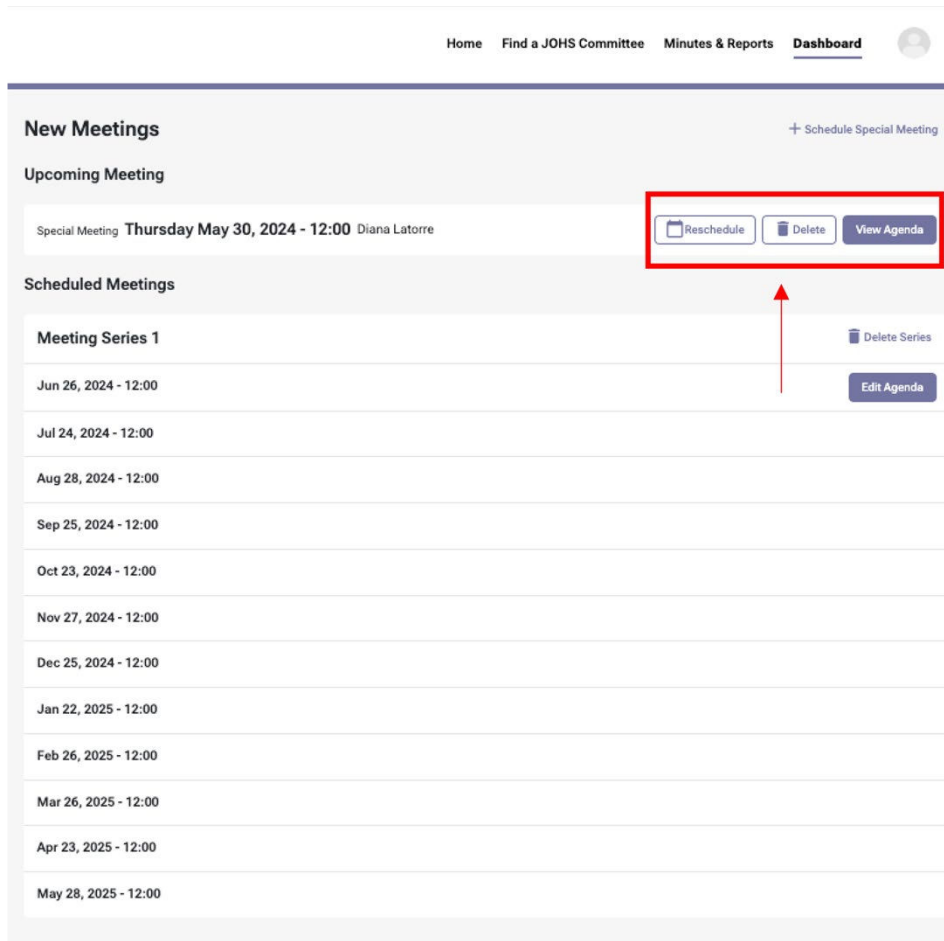 Home Find a JOHS Committee Minutes & Reports Dashboard
New Meetings
+ Schedule Special Meeting
Upcoming Meeting
Special Meeting Thursday May 30, 2024 - 12:00 Diana Latorre
Reschedule Delete View Agenda
Scheduled Meetings
Meeting Series 1
Delete Series
Jun 26, 2024 - 12:00
Edit Agenda
Jul 24, 2024 - 12:00
Aug 28, 2024 - 12:00
Sep 25, 2024 - 12:00
Oct 23, 2024 - 12:00
Nov 27, 2024 - 12:00
Dec 25, 2024 - 12:00
Jan 22, 2025 - 12:00
Feb 26, 2025 - 12:00
Mar 26, 2025 - 12:00
Apr 23, 2025 - 12:00
May 28, 2025 - 12:00